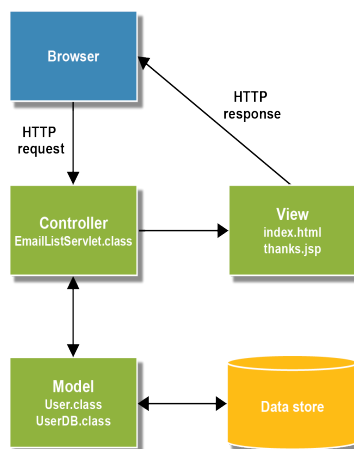 Browser
HTTP
request
HTTP
response
Controller
EmailListServlet.class
View
index.html
thanks.jsp
Model
User.class
UserDB.class
Data store